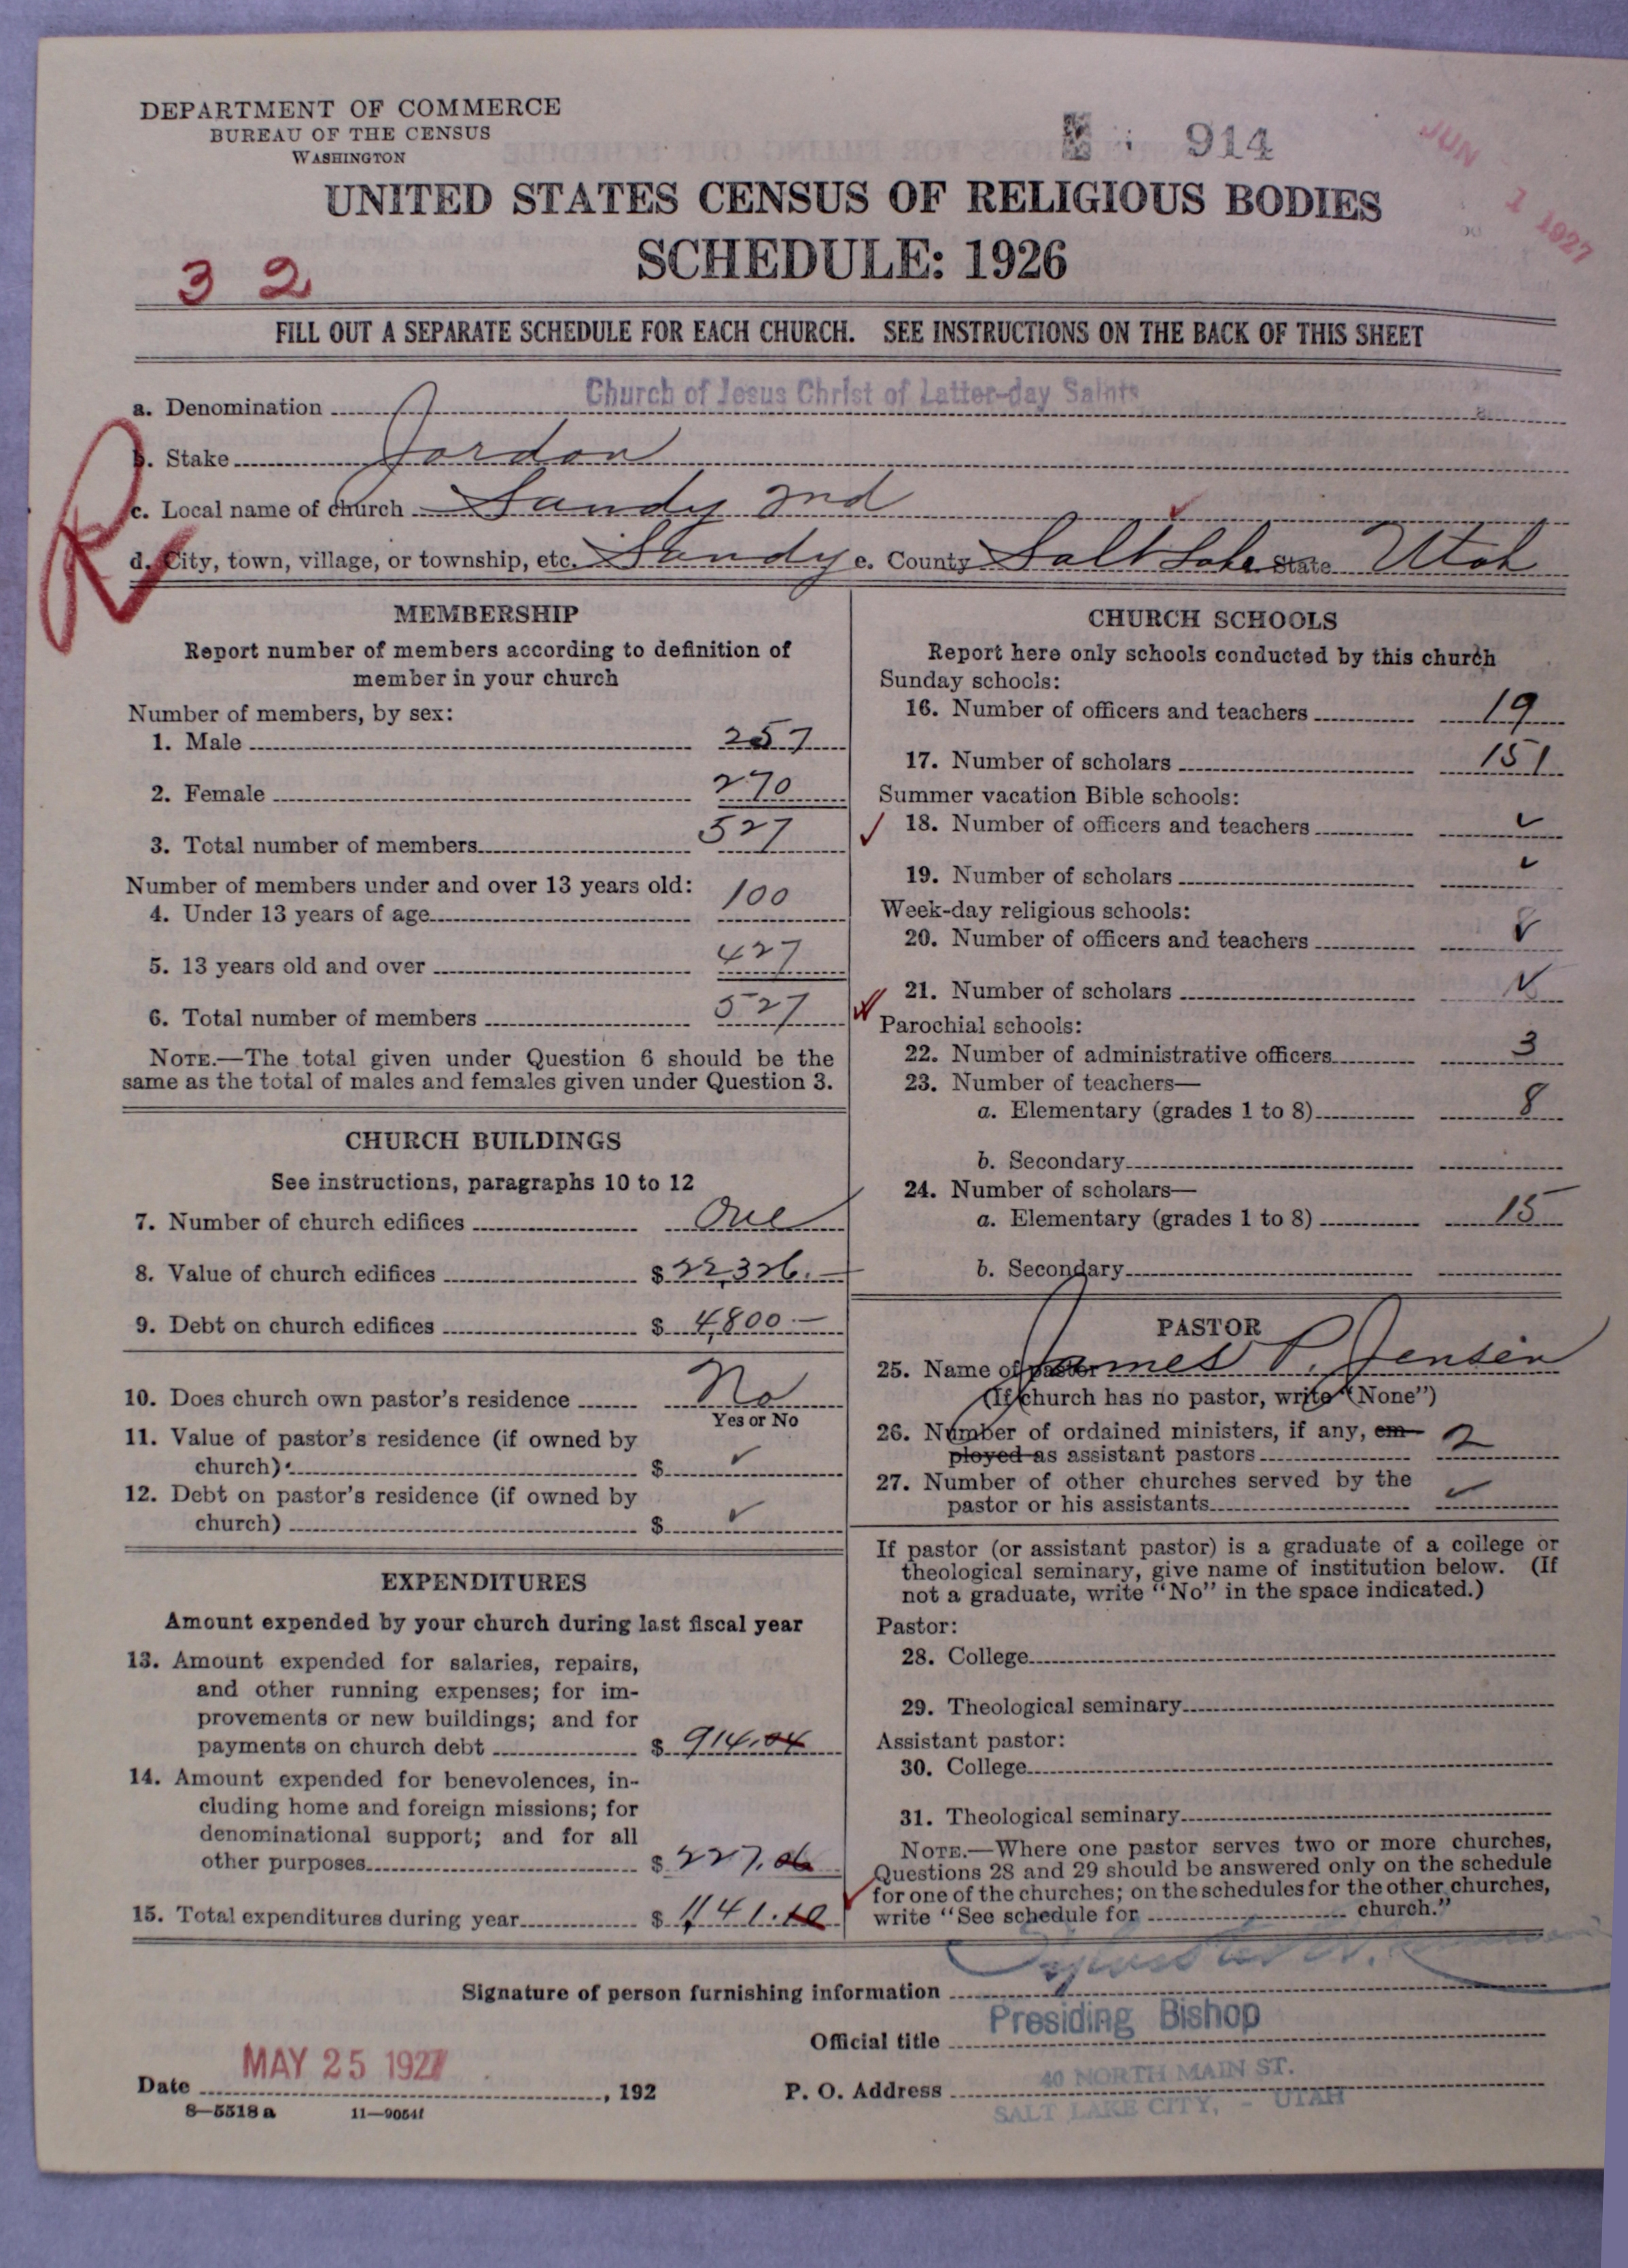 DEPARTMENT OF COMMERCE
BUREAU OF THE CENSUS
WASHINGTON
914
JUN 1 1927
UNITED STATES CENSUS OF RELIGIOUS BODIES
SCHEDULE: 1926
3 2
FILL OUT A SEPARATE SCHEDULE FOR EACH CHURCH. SEE INSTRUCTIONS ON THE BACK OF THIS SHEET
a. Denomination Church of Jesus Christ of Latter-day Saints
b. Stake Jordan
c. Local name of church Sandy 2nd
d. City, town, village, or township, etc. Sandy e. County Salt Lake State Utah
R
MEMBERSHIP
Report number of members according to definition of
member in your church
Number of members, by sex:
1. Male 257
2. Female 270
3. Total number of members 527
Number of members under and over 13 years old:
4. Under 13 years of age 100
5. 13 years old and over 427
6. Total number of members 527
NOTE.—The total given under Question 6 should be the
same as the total of males and females given under Question 3.
CHURCH BUILDINGS
See instructions, paragraphs 10 to 12
7. Number of church edifices One
8. Value of church edifices $ 22,326.—
9. Debt on church edifices $ 4,800—
10. Does church own pastor's residence No
Yes or No
11. Value of pastor's residence (if owned by
church) $ ✓
12. Debt on pastor's residence (if owned by
church) $ ✓
EXPENDITURES
Amount expended by your church during last fiscal year
13. Amount expended for salaries, repairs,
and other running expenses; for im-
provements or new buildings; and for
payments on church debt $ 914.04
14. Amount expended for benevolences, in-
cluding home and foreign missions; for
denominational support; and for all
other purposes $ 227.06
15. Total expenditures during year $ 1,141.10
CHURCH SCHOOLS
Report here only schools conducted by this church
Sunday schools:
16. Number of officers and teachers 19
17. Number of scholars 151
Summer vacation Bible schools:
✓ 18. Number of officers and teachers ✓
19. Number of scholars ✓
Week-day religious schools:
20. Number of officers and teachers ✓
21. Number of scholars ✓
Parochial schools:
22. Number of administrative officers 3
23. Number of teachers—
a. Elementary (grades 1 to 8) 8
b. Secondary
24. Number of scholars—
a. Elementary (grades 1 to 8) 15
b. Secondary
PASTOR
25. Name of pastor James P. Jensen
(If church has no pastor, write "None")
26. Number of ordained ministers, if any, em-
ployed as assistant pastors 2
27. Number of other churches served by the
pastor or his assistants ✓
If pastor (or assistant pastor) is a graduate of a college or
theological seminary, give name of institution below. (If
not a graduate, write "No" in the space indicated.)
Pastor:
28. College
29. Theological seminary
Assistant pastor:
30. College
31. Theological seminary
NOTE.—Where one pastor serves two or more churches,
Questions 28 and 29 should be answered only on the schedule
for one of the churches; on the schedules for the other churches,
write "See schedule for church."
Signature of person furnishing information
Official title Presiding Bishop
Date MAY 25 1927, 192
P. O. Address 40 NORTH MAIN ST.
SALT LAKE CITY, - UTAH
8—5518 a 11—9054f